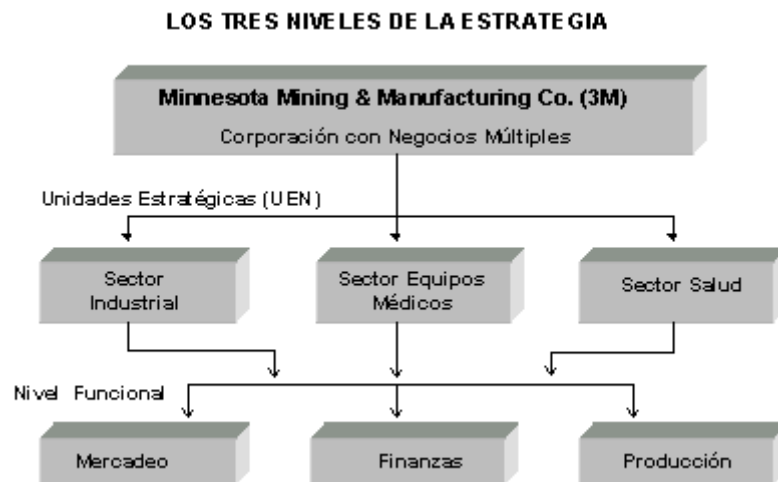 LOS TRES NIVELES DE LA ESTRATEGIA
Minnesota Mining & Manufacturing Co. (3M)
Corporación con Negocios Múltiples
Unidades Estratégicas (UEN)
Sector
Industrial
Sector Equipos
Médicos
Sector Salud
Nivel Funcional
Mercadeo
Finanzas
Producción